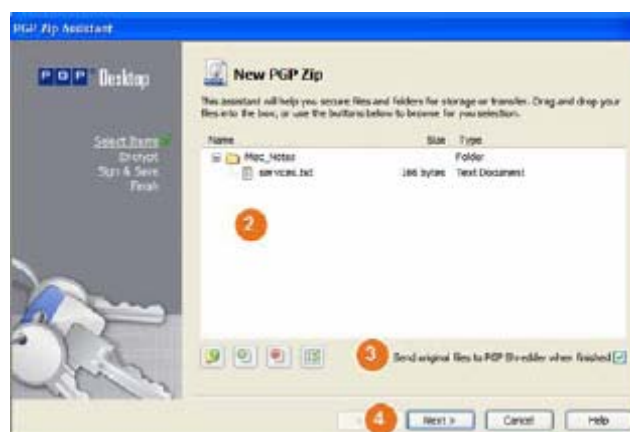 PGP Zip Assistant
PGP Desktop
New PGP Zip
This assistant will help you secure files and folders for storage or transfer. Drag and drop your
files into the box, or use the buttons below to browse for you selection.
Select Items
Encrypt
Sign & Save
Finish
Name Size Type
Misc_Notes Folder
services.txt 166 bytes Text Document
2
3 Send original files to PGP Shredder when finished
4 Next > Cancel Help